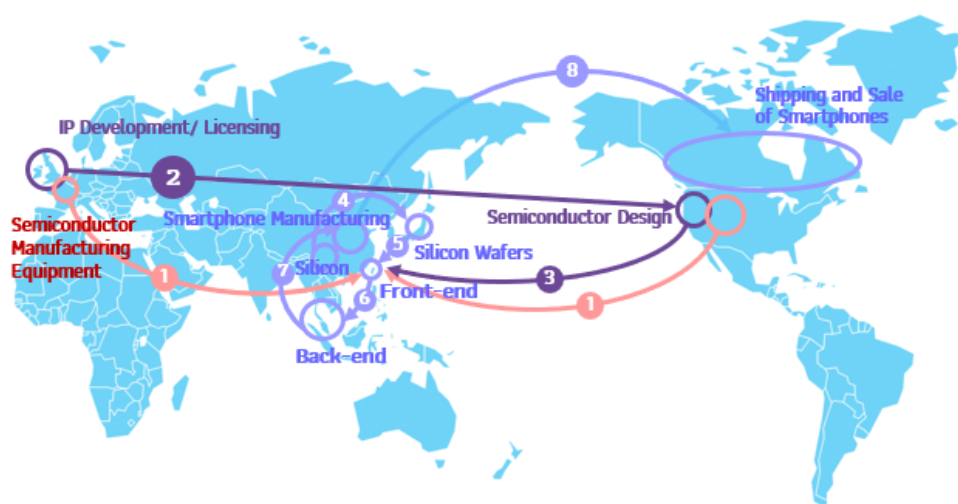 8
Shipping and Sale
of Smartphones
IP Development/ Licensing
2
4
Smartphone Manufacturing
Semiconductor Design
Semiconductor
Manufacturing
Equipment
5
Silicon Wafers
1
7
Silicon
3
Front-end
6
1
Back-end